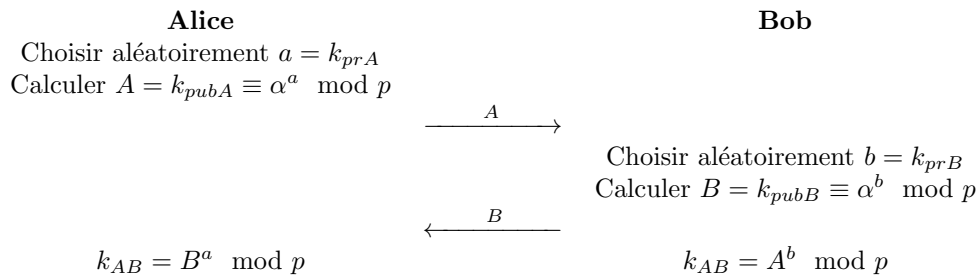 Alice Bob
Choisir aléatoirement a = k_{prA}
Calculer A = k_{pubA} ≡ α^a mod p
A
Choisir aléatoirement b = k_{prB}
Calculer B = k_{pubB} ≡ α^b mod p
B
k_{AB} = B^a mod p k_{AB} = A^b mod p